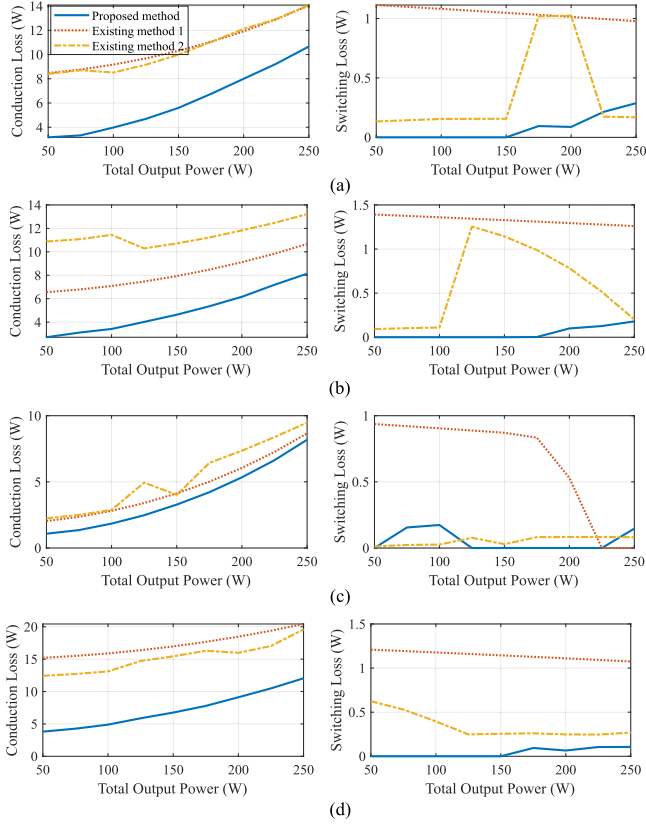 Conduction Loss (W)
14
12
10
8
6
4
Proposed method
Existing method 1
Existing method 2
50 100 150 200 250
Total Output Power (W)
Switching Loss (W)
1
0.5
0
50 100 150 200 250
Total Output Power (W)
(a)
Conduction Loss (W)
14
12
10
8
6
4
50 100 150 200 250
Total Output Power (W)
Switching Loss (W)
1.5
1
0.5
0
50 100 150 200 250
Total Output Power (W)
(b)
Conduction Loss (W)
10
5
0
50 100 150 200 250
Total Output Power (W)
Switching Loss (W)
1
0.5
0
50 100 150 200 250
Total Output Power (W)
(c)
Conduction Loss (W)
20
15
10
5
0
50 100 150 200 250
Total Output Power (W)
Switching Loss (W)
1.5
1
0.5
0
50 100 150 200 250
Total Output Power (W)
(d)